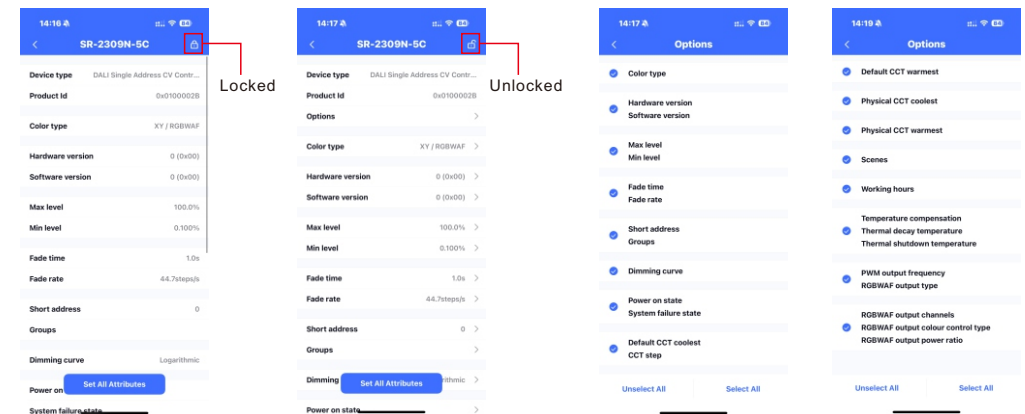 14:16
84
SR-2309N-5C
Device type DALI Single Address CV Contr...
Product Id 0x0100002B
Color type XY / RGBWAF
Hardware version 0 (0x00)
Software version 0 (0x00)
Max level 100.0%
Min level 0.100%
Fade time 1.0s
Fade rate 44.7steps/s
Short address 0
Groups
Dimming curve Logarithmic
Power on
Set All Attributes
System failure state
Locked
14:17
84
SR-2309N-5C
Device type DALI Single Address CV Contr...
Product Id 0x0100002B
Options
Color type XY / RGBWAF
Hardware version 0 (0x00)
Software version 0 (0x00)
Max level 100.0%
Min level 0.100%
Fade time 1.0s
Fade rate 44.7steps/s
Short address 0
Groups
Dimming
Set All Attributes
rithmic
Power on state
Unlocked
14:17
84
Options
Color type
Hardware version
Software version
Max level
Min level
Fade time
Fade rate
Short address
Groups
Dimming curve
Power on state
System failure state
Default CCT coolest
CCT step
Unselect All Select All
14:19
84
Options
Default CCT warmest
Physical CCT coolest
Physical CCT warmest
Scenes
Working hours
Temperature compensation
Thermal decay temperature
Thermal shutdown temperature
PWM output frequency
RGBWAF output type
RGBWAF output channels
RGBWAF output colour control type
RGBWAF output power ratio
Unselect All Select All